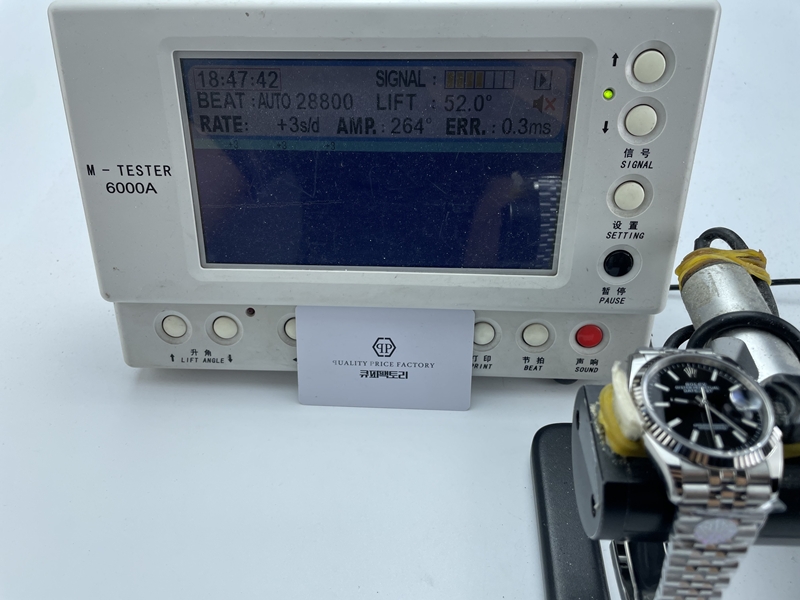 18:47:42 SIGNAL :
BEAT : AUTO 28800 LIFT : 52.0°
RATE: +3s/d AMP. : 264° ERR. : 0.3ms
M - TESTER
6000A
信号
SIGNAL
设置
SETTING
暂停
PAUSE
升角
LIFT ANGLE
QP
QUALITY PRICE FACTORY
큐피팩토리
打印
PRINT
节拍
BEAT
声响
SOUND
ROLEX